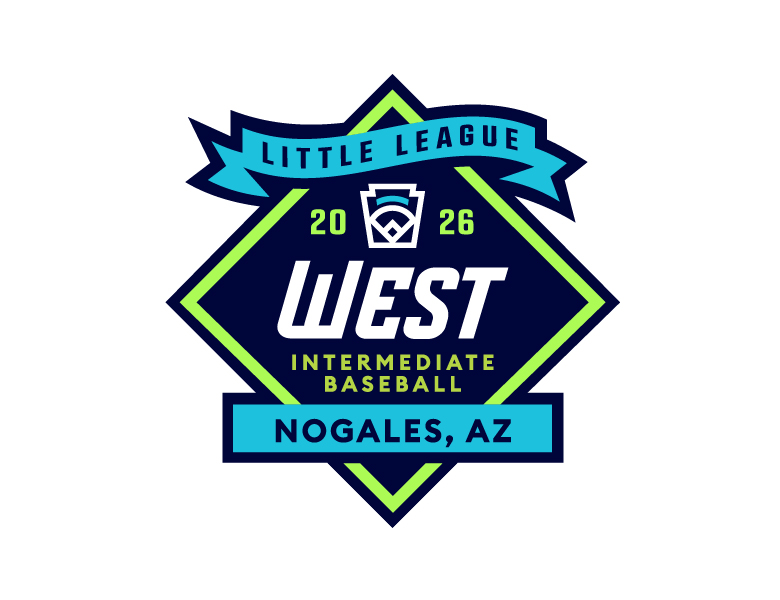 LITTLE LEAGUE
20 26
WEST
INTERMEDIATE
BASEBALL
NOGALES, AZ